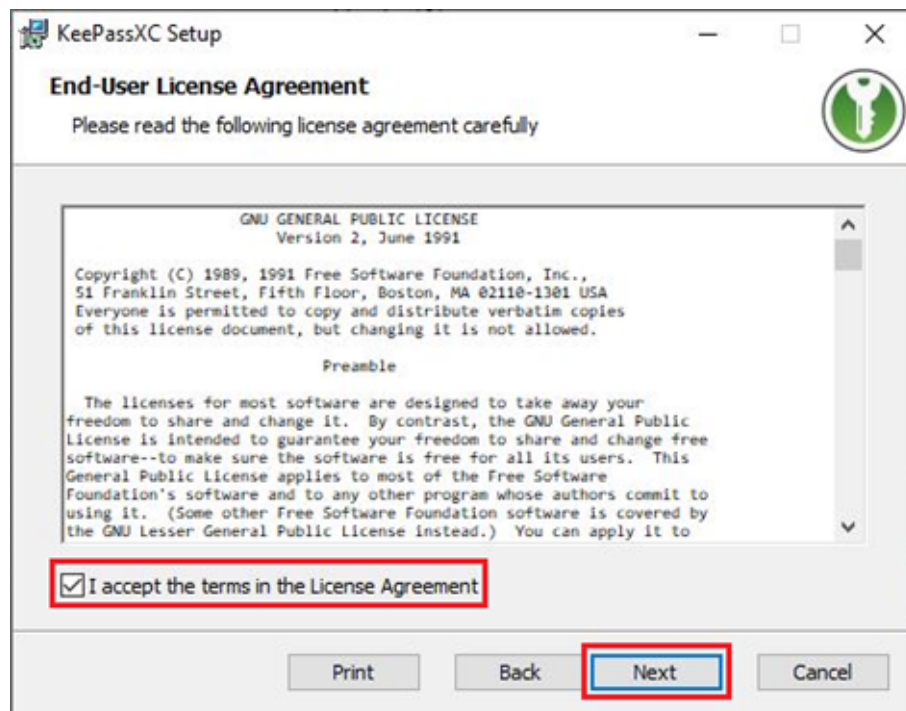 KeePassXC Setup
End-User License Agreement
Please read the following license agreement carefully
GNU GENERAL PUBLIC LICENSE
Version 2, June 1991
Copyright (C) 1989, 1991 Free Software Foundation, Inc.,
51 Franklin Street, Fifth Floor, Boston, MA 02110-1301 USA
Everyone is permitted to copy and distribute verbatim copies
of this license document, but changing it is not allowed.
Preamble
The licenses for most software are designed to take away your
freedom to share and change it.  By contrast, the GNU General Public
License is intended to guarantee your freedom to share and change free
software--to make sure the software is free for all its users.  This
General Public License applies to most of the Free Software
Foundation's software and to any other program whose authors commit to
using it.  (Some other Free Software Foundation software is covered by
the GNU Lesser General Public License instead.)  You can apply it to
I accept the terms in the License Agreement
Print Back Next Cancel